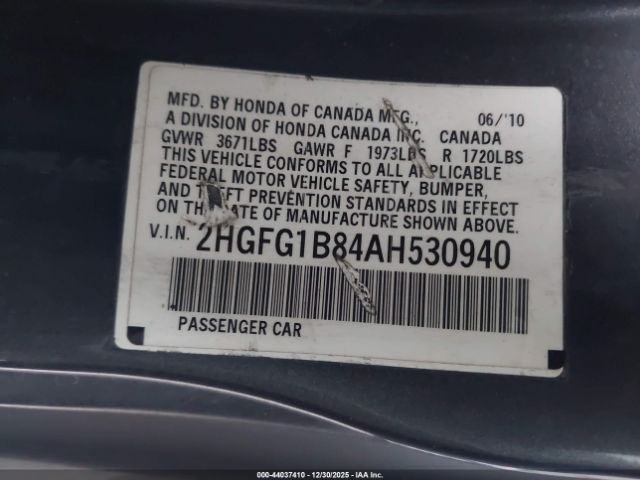 MFD. BY HONDA OF CANADA MFG., 06/'10
A DIVISION OF HONDA CANADA INC. CANADA
GVWR 3671LBS GAWR F 1973LBS R 1720LBS
THIS VEHICLE CONFORMS TO ALL APPLICABLE
FEDERAL MOTOR VEHICLE SAFETY, BUMPER,
AND THEFT PREVENTION STANDARDS IN EFFECT
ON THE DATE OF MANUFACTURE SHOWN ABOVE.
V.I.N. 2HGFG1B84AH530940
PASSENGER CAR
000-44037410 - 12/30/2025 - IAA Inc.